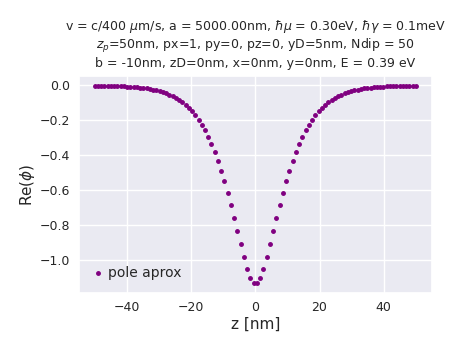 v = c/400 μm/s, a = 5000.00nm, ℏμ = 0.30eV, ℏγ = 0.1meV
z_p=50nm, px=1, py=0, pz=0, yD=5nm, Ndip = 50
b = -10nm, zD=0nm, x=0nm, y=0nm, E = 0.39 eV
0.0
−0.2
−0.4
−0.6
−0.8
−1.0
Re(ϕ)
pole aprox
−40 −20 0 20 40
z [nm]